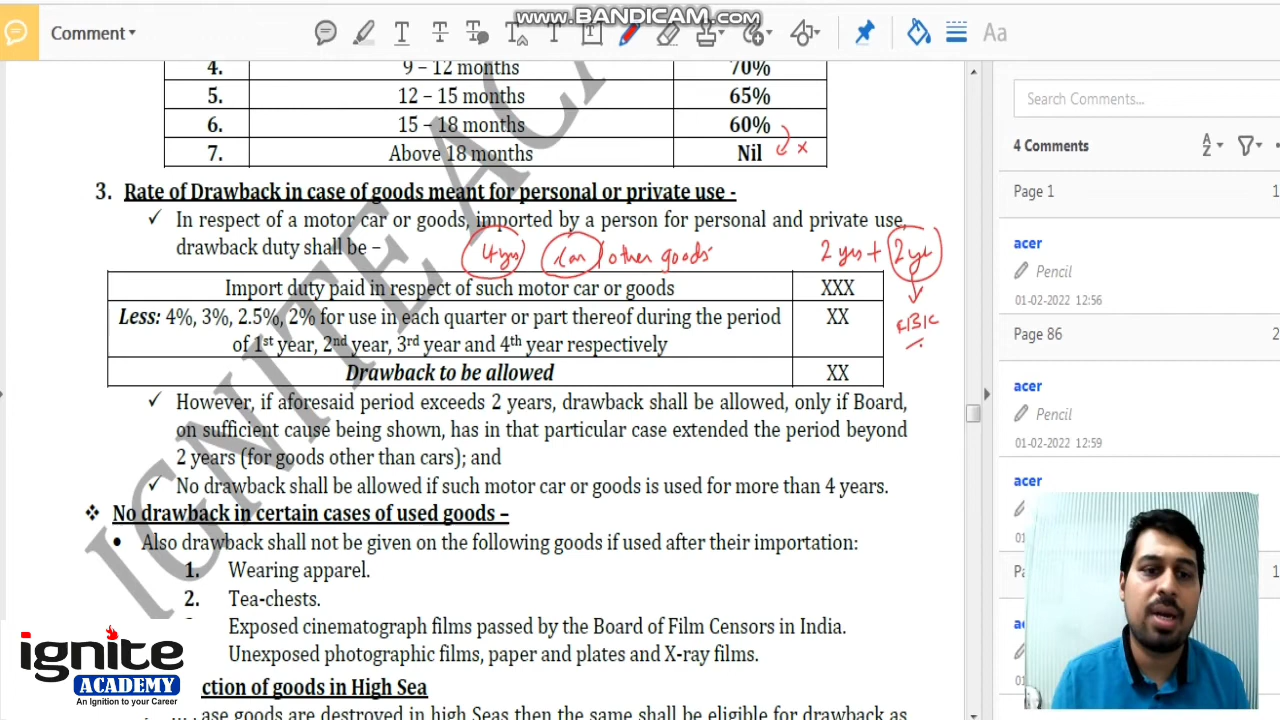 www.BANDICAM.com
Comment
Aa
4. 9 – 12 months 70%
5. 12 – 15 months 65%
6. 15 – 18 months 60%
7. Above 18 months Nil
x
3. Rate of Drawback in case of goods meant for personal or private use -
✓ In respect of a motor car or goods, imported by a person for personal and private use,
drawback duty shall be –
4 yrs Car / other goods 2 yrs + 2 yrs
Import duty paid in respect of such motor car or goods XXX
Less: 4%, 3%, 2.5%, 2% for use in each quarter or part thereof during the period XX
of 1st year, 2nd year, 3rd year and 4th year respectively
CBIC
Drawback to be allowed XX
✓ However, if aforesaid period exceeds 2 years, drawback shall be allowed, only if Board,
on sufficient cause being shown, has in that particular case extended the period beyond
2 years (for goods other than cars); and
✓ No drawback shall be allowed if such motor car or goods is used for more than 4 years.
❖ No drawback in certain cases of used goods –
• Also drawback shall not be given on the following goods if used after their importation:
1. Wearing apparel.
2. Tea-chests.
Exposed cinematograph films passed by the Board of Film Censors in India.
Unexposed photographic films, paper and plates and X-ray films.
ction of goods in High Sea
ase goods are destroyed in high Seas then the same shall be eligible for drawback as
IGNITE ACA
ignite
ACADEMY
An Ignition to your Career
Search Comments...
4 Comments
Page 1 1
acer
Pencil
01-02-2022 12:56
Page 86 2
acer
Pencil
01-02-2022 12:59
acer
01
Pa 1
a